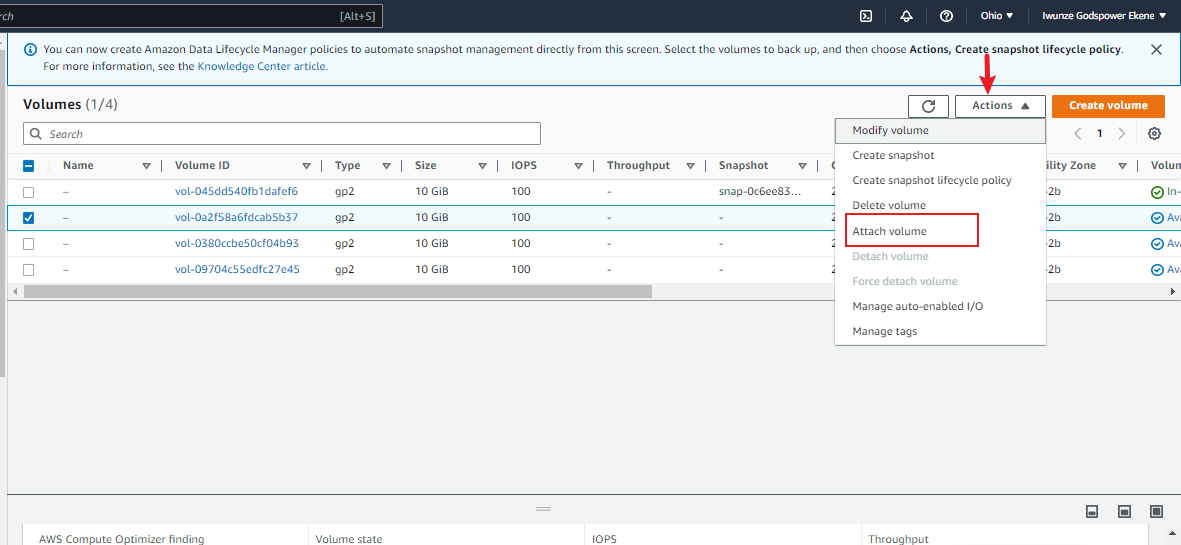 rch [Alt+S] Ohio ▼ Iwunze Godspower Ekene ▼
You can now create Amazon Data Lifecycle Manager policies to automate snapshot management directly from this screen. Select the volumes to back up, and then choose Actions, Create snapshot lifecycle policy.
For more information, see the Knowledge Center article.
Volumes (1/4) Actions ▲ Create volume
Search 1
Modify volume
Create snapshot
Create snapshot lifecycle policy
Delete volume
Attach volume
Detach volume
Force detach volume
Manage auto-enabled I/O
Manage tags
Name Volume ID Type Size IOPS Throughput Snapshot C ility Zone Volum
– vol-045dd540fb1dafef6 gp2 10 GiB 100 - snap-0c6ee83... 2 -2b In-
– vol-0a2f58a6fdcab5b37 gp2 10 GiB 100 - - 2 -2b Ava
– vol-0380ccbe50cf04b93 gp2 10 GiB 100 - - 2 -2b Ava
– vol-09704c55edfc27e45 gp2 10 GiB 100 - - 2 -2b Ava
AWS Compute Optimizer finding Volume state IOPS Throughput